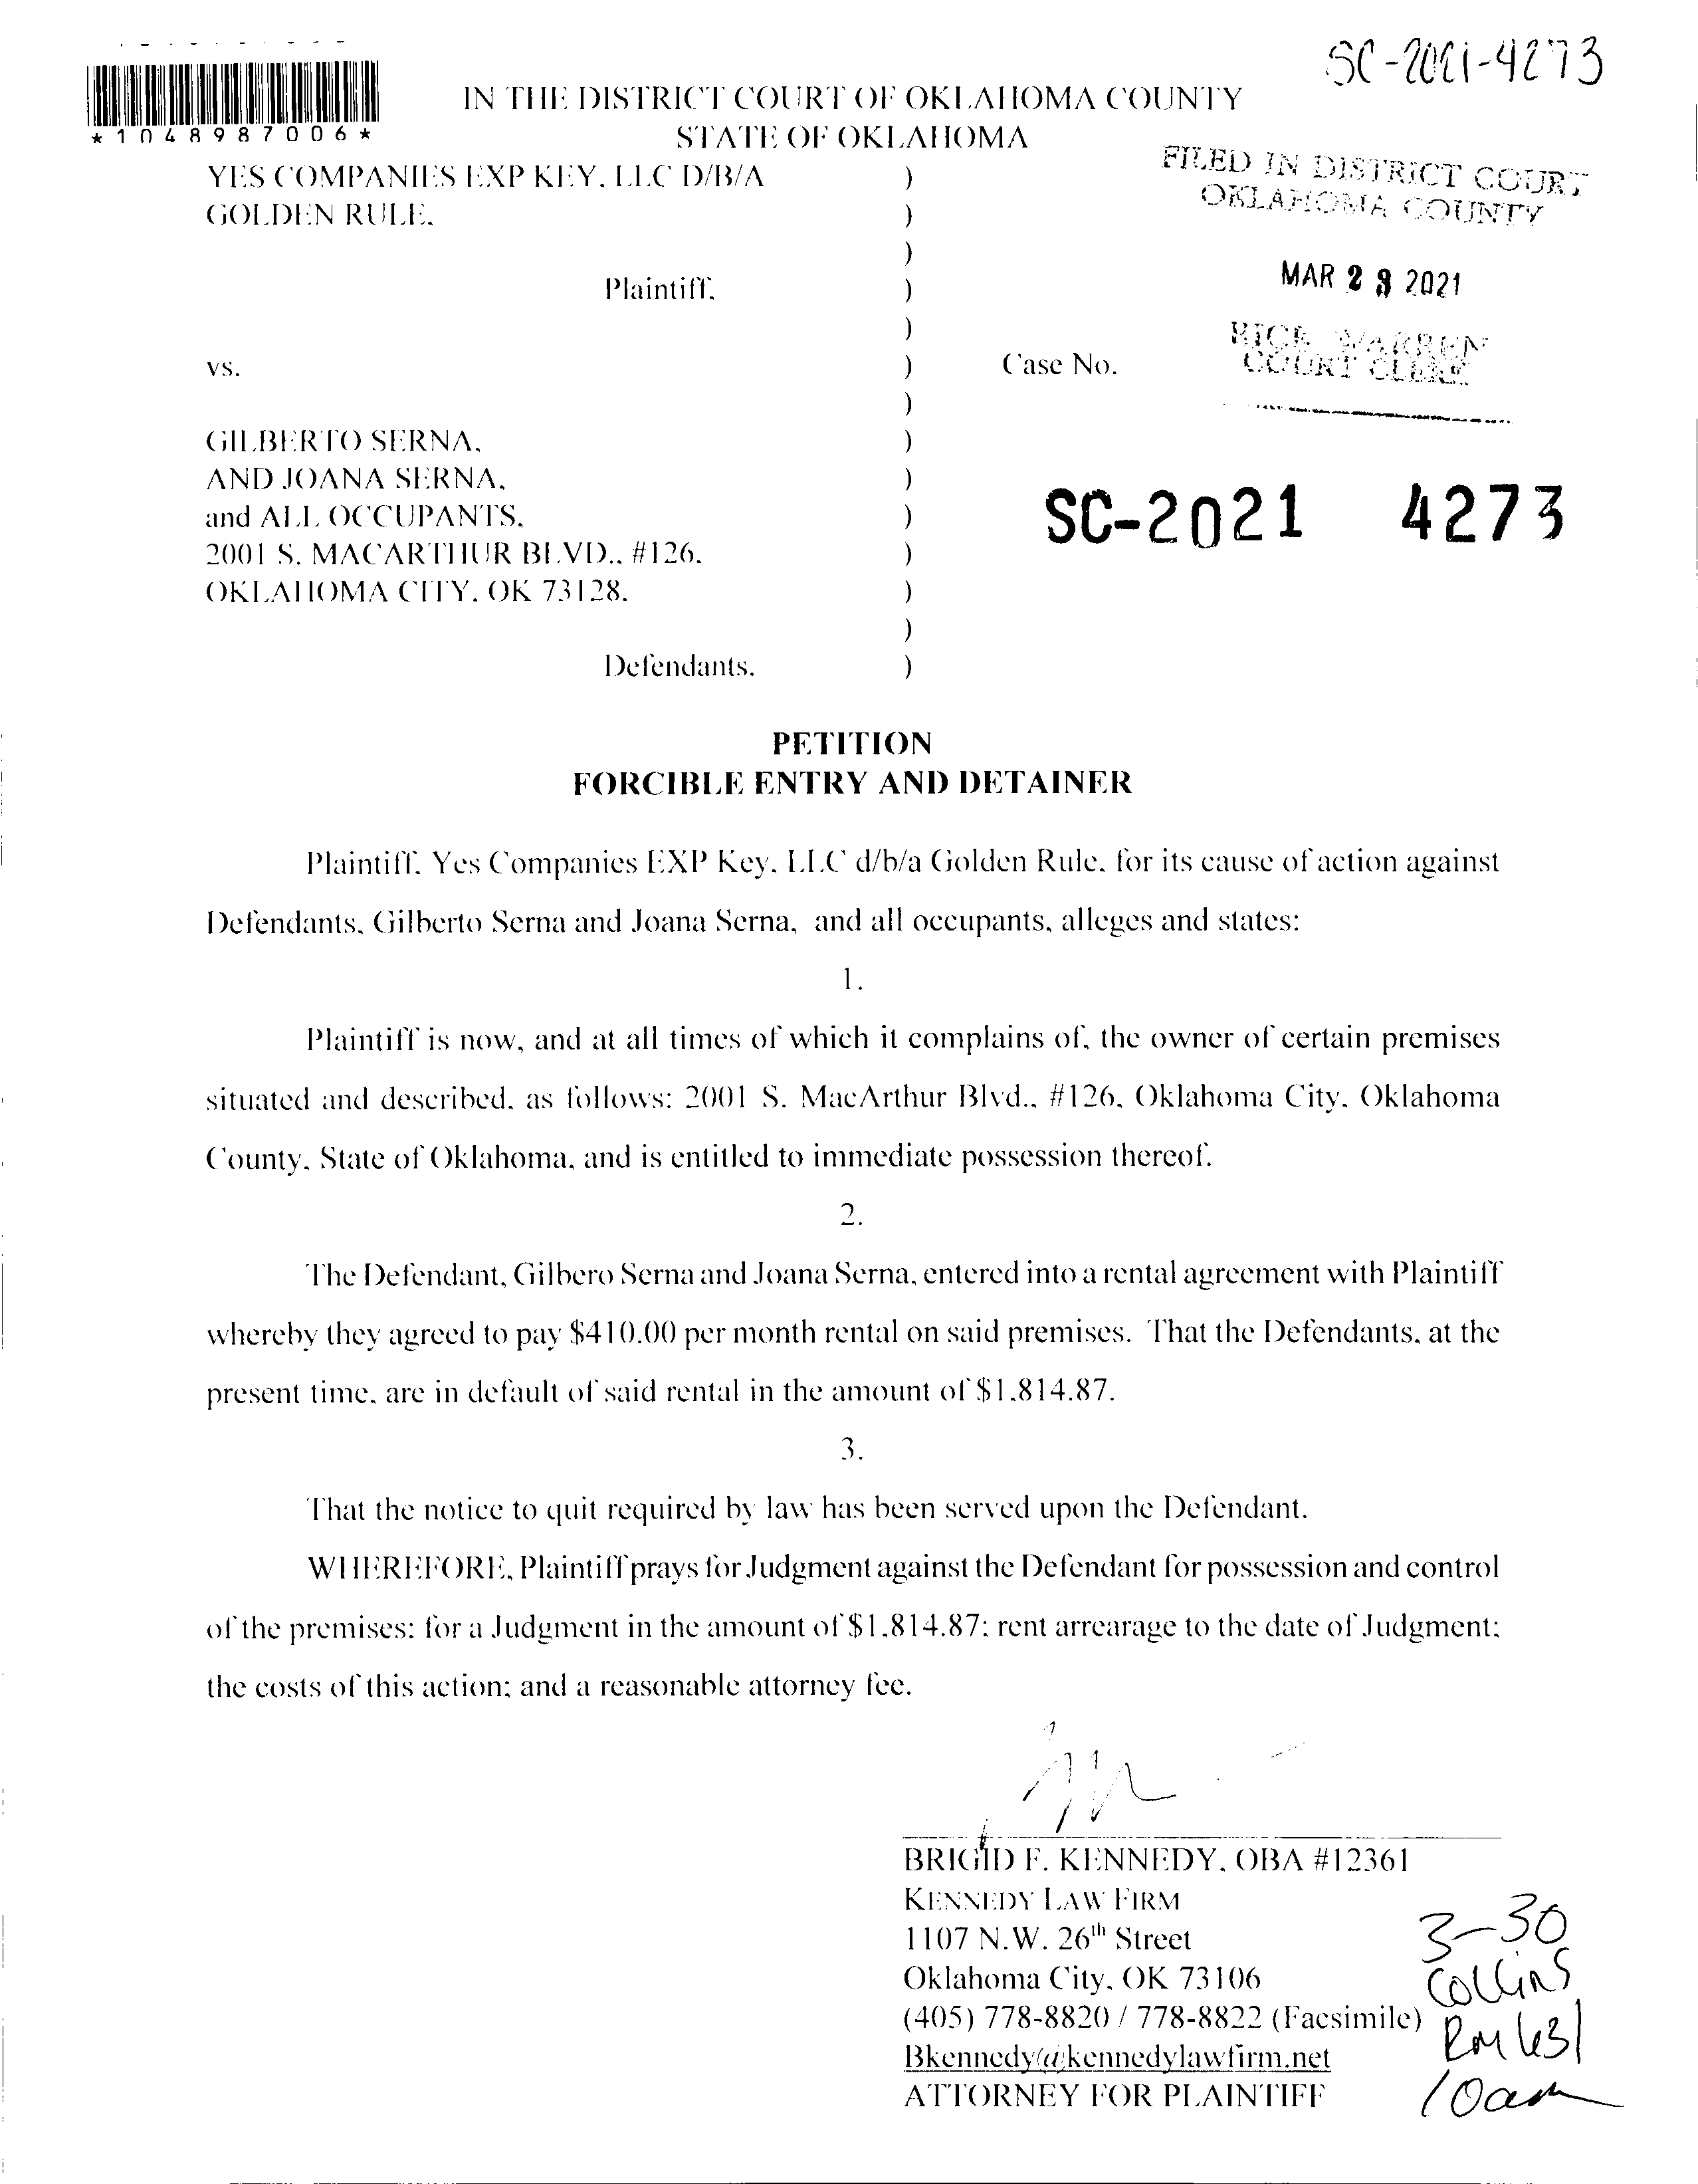 SC-2021-4273
*1048987006*
IN THE DISTRICT COURT OF OKLAHOMA COUNTY
STATE OF OKLAHOMA
FILED IN DISTRICT COURT
OKLAHOMA COUNTY
MAR 23 2021
RICK WARREN
COURT CLERK
YES COMPANIES EXP KEY, LLC D/B/A )
GOLDEN RULE, )
)
Plaintiff, )
)
vs. ) Case No.
)
GILBERTO SERNA, )
AND JOANA SERNA, )
and ALL OCCUPANTS, ) SC-2021 4273
2001 S. MACARTHUR BLVD., #126, )
OKLAHOMA CITY, OK 73128. )
)
Defendants. )
PETITION
FORCIBLE ENTRY AND DETAINER
Plaintiff, Yes Companies EXP Key, LLC d/b/a Golden Rule, for its cause of action against
Defendants, Gilberto Serna and Joana Serna, and all occupants, alleges and states:
1.
Plaintiff is now, and at all times of which it complains of, the owner of certain premises
situated and described, as follows: 2001 S. MacArthur Blvd., #126, Oklahoma City, Oklahoma
County, State of Oklahoma, and is entitled to immediate possession thereof.
2.
The Defendant, Gilbero Serna and Joana Serna, entered into a rental agreement with Plaintiff
whereby they agreed to pay $410.00 per month rental on said premises. That the Defendants, at the
present time, are in default of said rental in the amount of $1,814.87.
3.
That the notice to quit required by law has been served upon the Defendant.
WHEREFORE, Plaintiff prays for Judgment against the Defendant for possession and control
of the premises; for a Judgment in the amount of $1,814.87; rent arrearage to the date of Judgment;
the costs of this action; and a reasonable attorney fee.
BRIGID F. KENNEDY, OBA #12361
KENNEDY LAW FIRM
1107 N.W. 26th Street
Oklahoma City, OK 73106
(405) 778-8820 / 778-8822 (Facsimile)
Bkennedy@kennedylawfirm.net
ATTORNEY FOR PLAINTIFF
3-30
Collins
Rm 631
10am